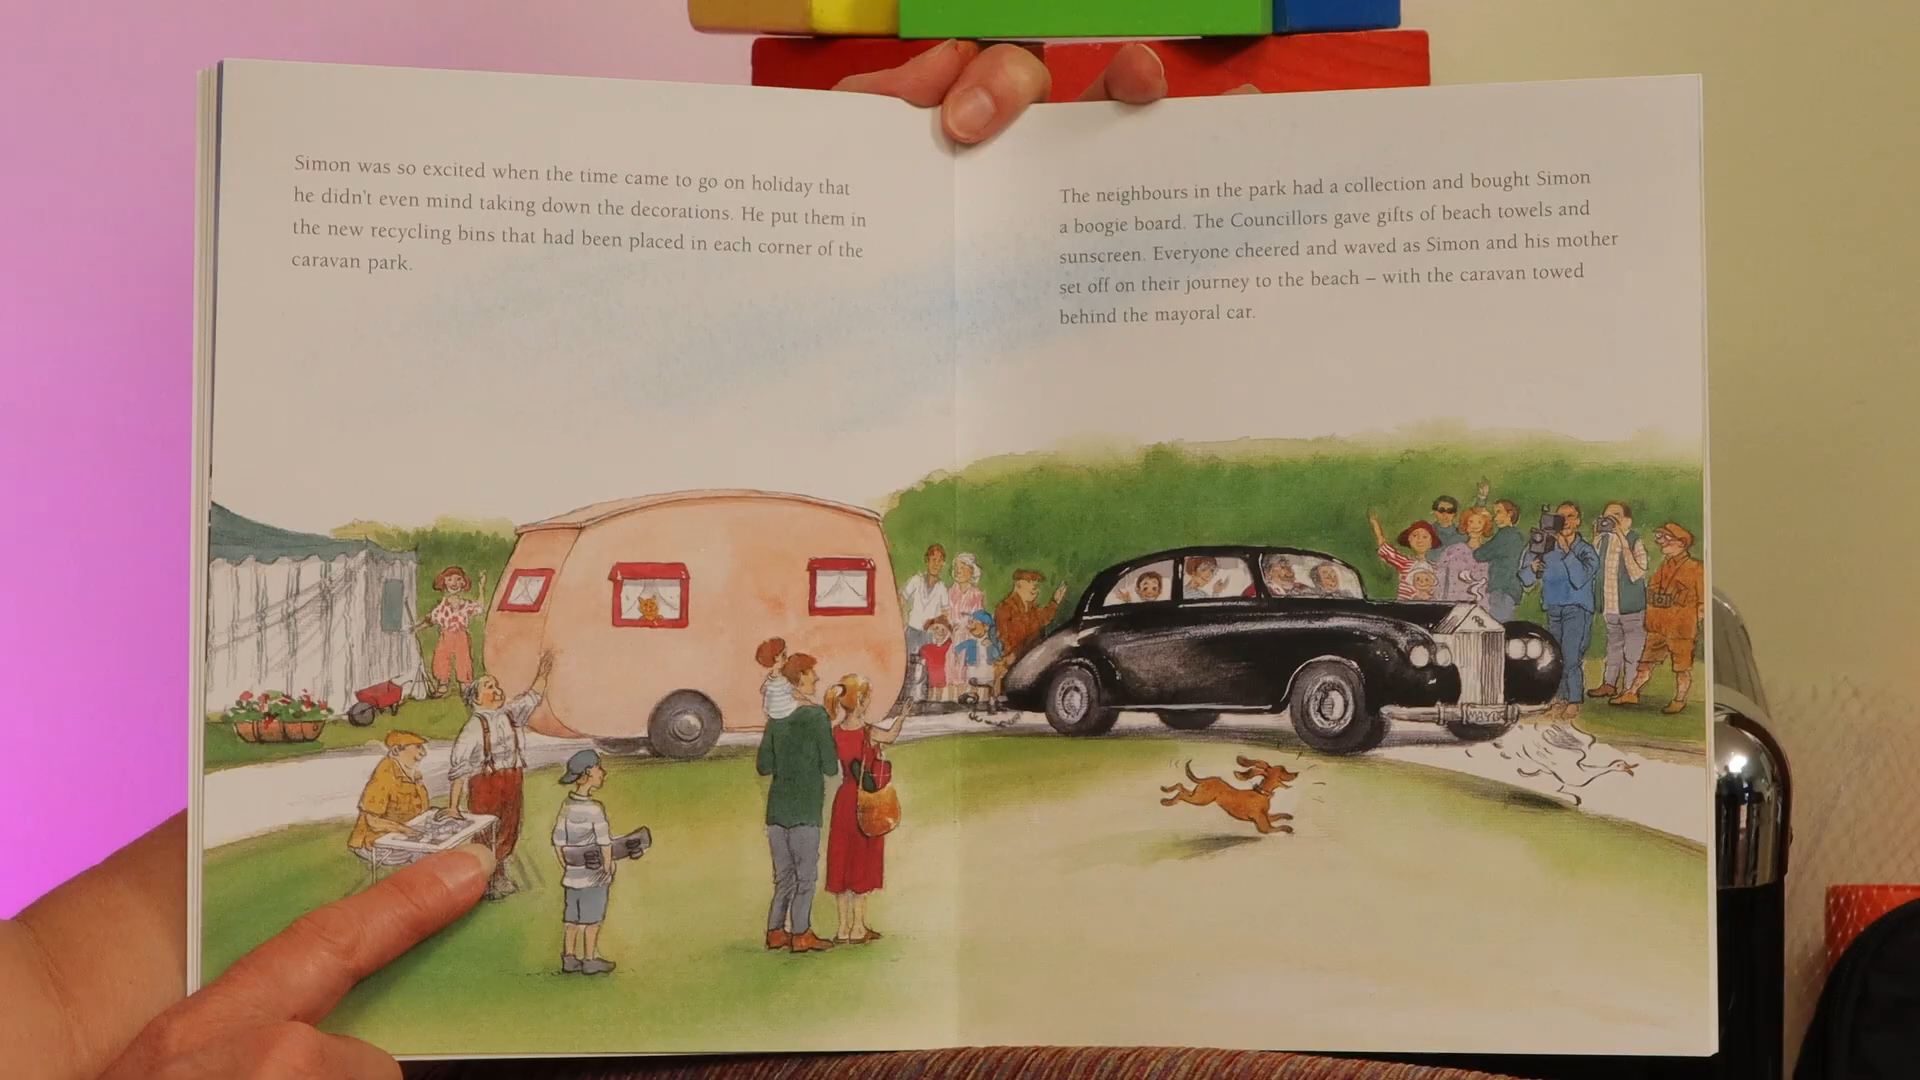 Simon was so excited when the time came to go on holiday that
he didn't even mind taking down the decorations. He put them in
the new recycling bins that had been placed in each corner of the
caravan park.
The neighbours in the park had a collection and bought Simon
a boogie board. The Councillors gave gifts of beach towels and
sunscreen. Everyone cheered and waved as Simon and his mother
set off on their journey to the beach – with the caravan towed
behind the mayoral car.